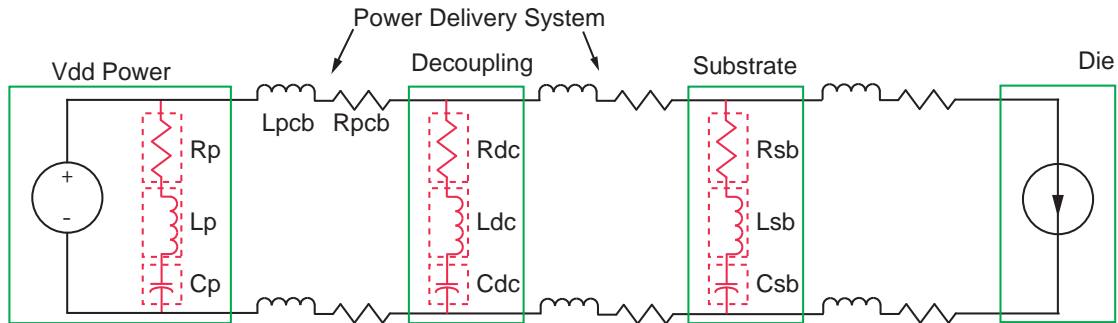 Power Delivery System
Vdd Power
Decoupling
Substrate
Die
Lpcb
Rpcb
Rp
Rdc
Rsb
+
-
Lp
Ldc
Lsb
Cp
Cdc
Csb